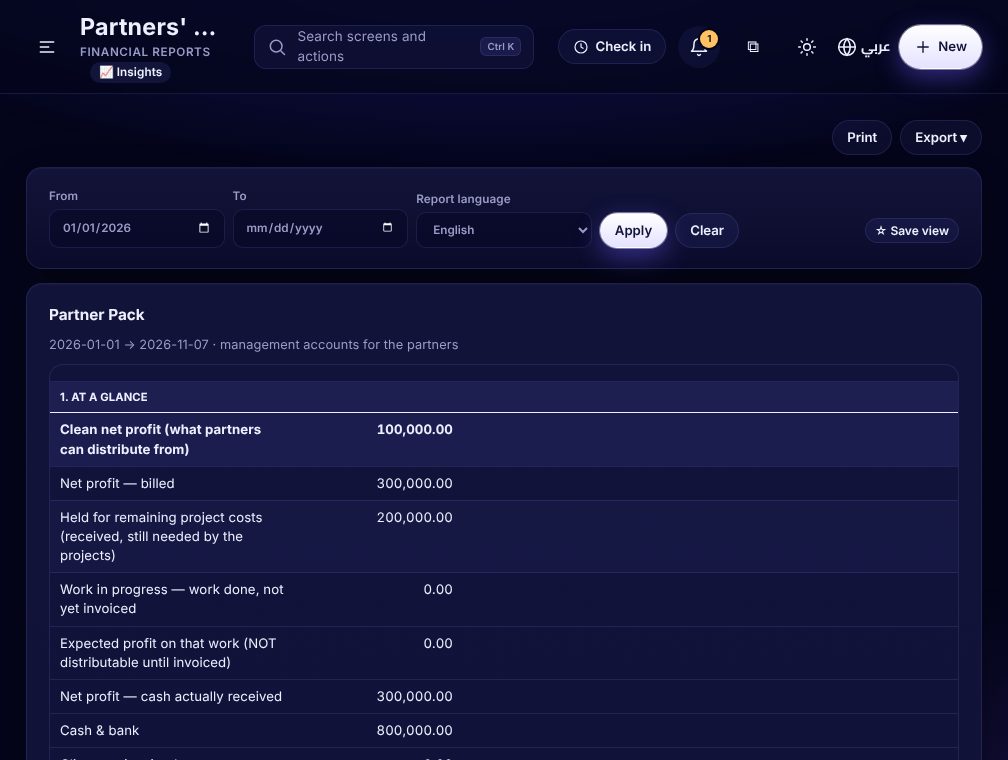 Partners' ...
FINANCIAL REPORTS
📈 Insights
Search screens and
actions
Ctrl K
Check in
1
عربي
+ New
Print
Export ▾
From
To
Report language
01/01/2026
mm/dd/yyyy
English
Apply
Clear
☆ Save view
Partner Pack
2026-01-01 → 2026-11-07 · management accounts for the partners
1. AT A GLANCE
Clean net profit (what partners
can distribute from)
100,000.00
Net profit — billed
300,000.00
Held for remaining project costs
(received, still needed by the
projects)
200,000.00
Work in progress — work done, not
yet invoiced
0.00
Expected profit on that work (NOT
distributable until invoiced)
0.00
Net profit — cash actually received
300,000.00
Cash & bank
800,000.00